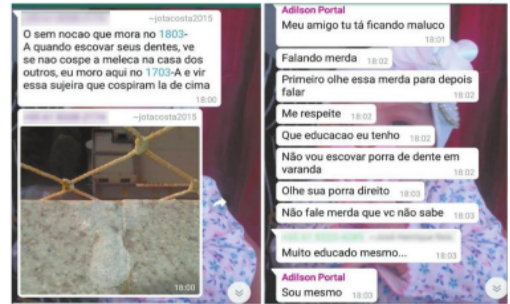 ~jotacosta2015
O sem nocao que mora no 1803-
A quando escovar seus dentes, ve
se nao cospe a meleca na casa dos
outros, eu moro aqui no 1703-A e vir
essa sujeira que cospiram la de cima
18:00
~jotacosta2015
18:00
Adilson Portal
Meu amigo tu tá ficando maluco
18:01
Falando merda
18:02
Primeiro olhe essa merda para depois
falar
18:02
Me respeite
18:02
Que educacao eu tenho
18:02
Não vou escovar porra de dente em
varanda
18:02
Olhe sua porra direito
18:03
Não fale merda que vc não sabe
18:03
Muito educado mesmo...
18:03
Adilson Portal
Sou mesmo
18:03